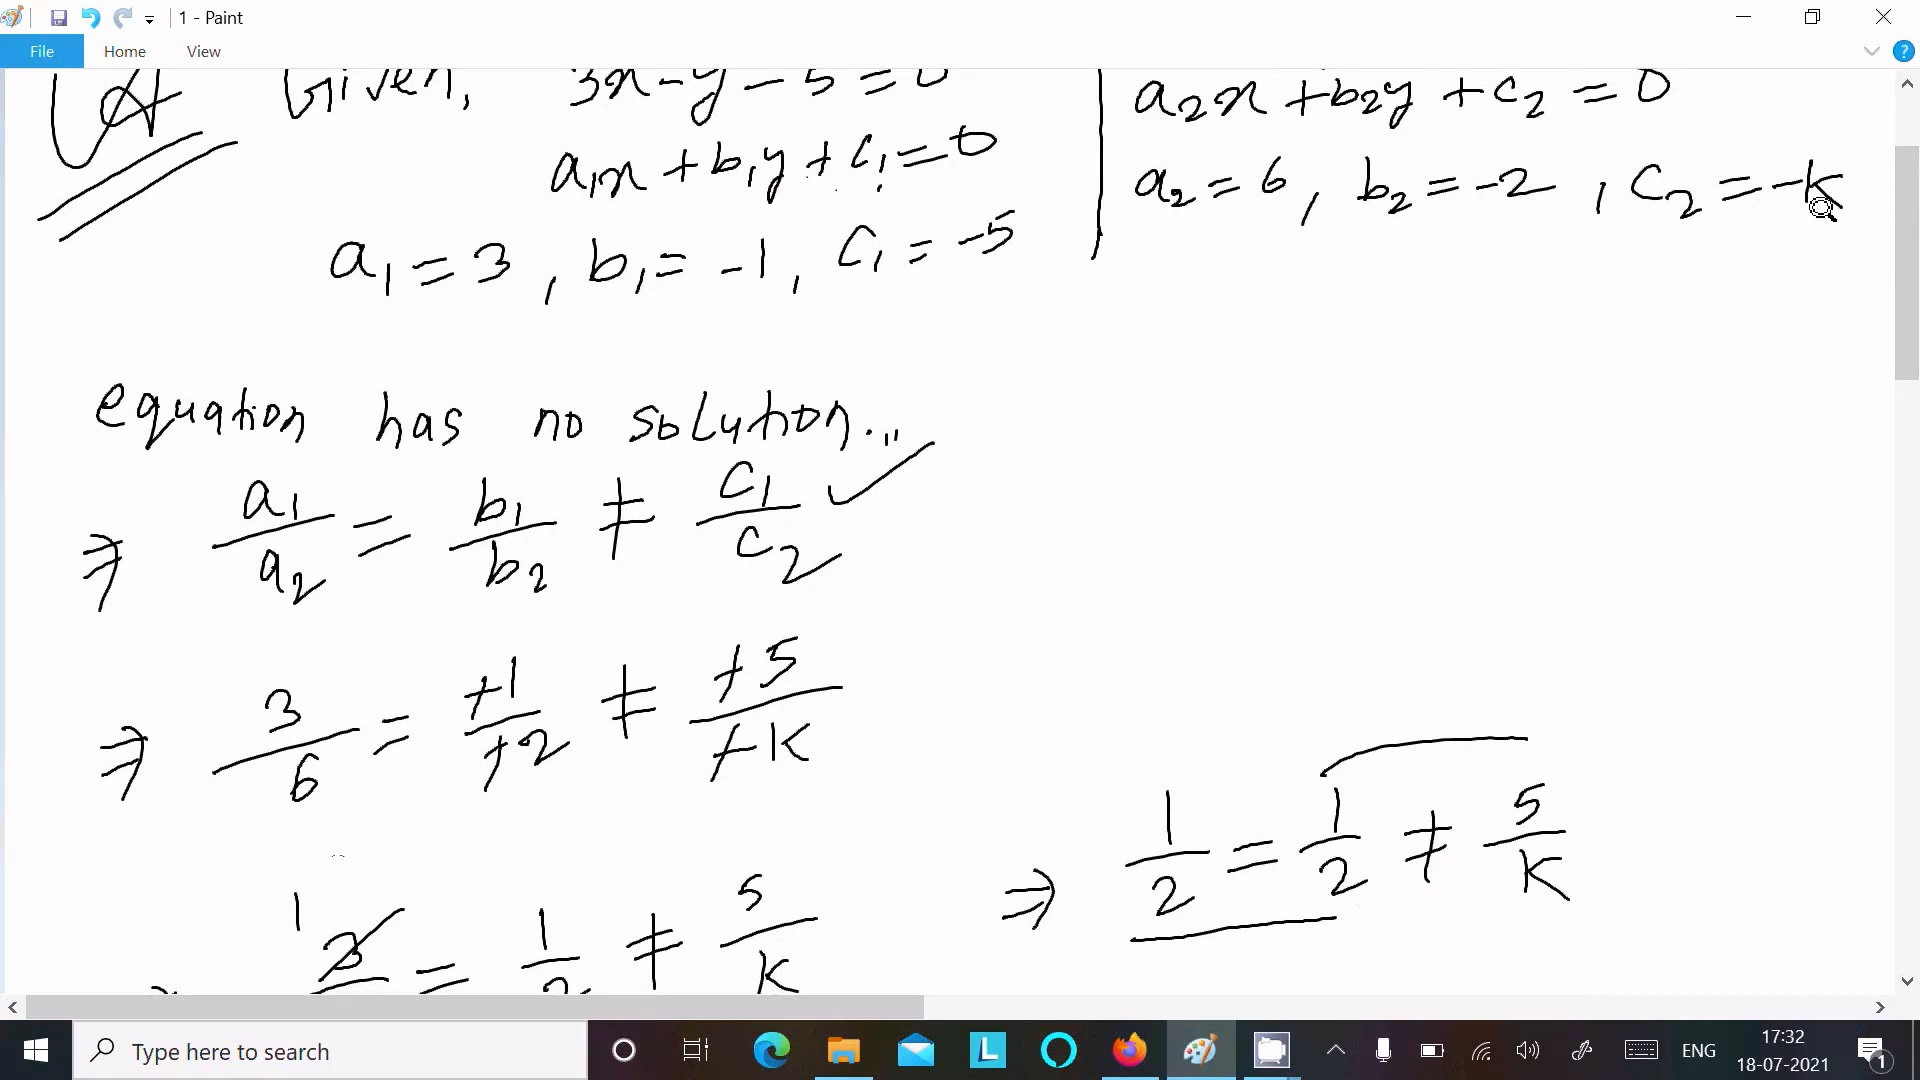 1 - Paint
File Home View
Given, 3x - y - 5 = 0
a1x + b1y + c1 = 0
a1 = 3, b1 = -1, c1 = -5
a2x + b2y + c2 = 0
a2 = 6, b2 = -2, c2 = -k
equation has no solution...
⇒ a1/a2 = b1/b2 ≠ c1/c2
⇒ 3/6 = +1/+2 ≠ +5/+k
1
3 = 1/2 ≠ 5/k
⇒ 1/2 = 1/2 ≠ 5/k
Type here to search
ENG
17:32
18-07-2021
1